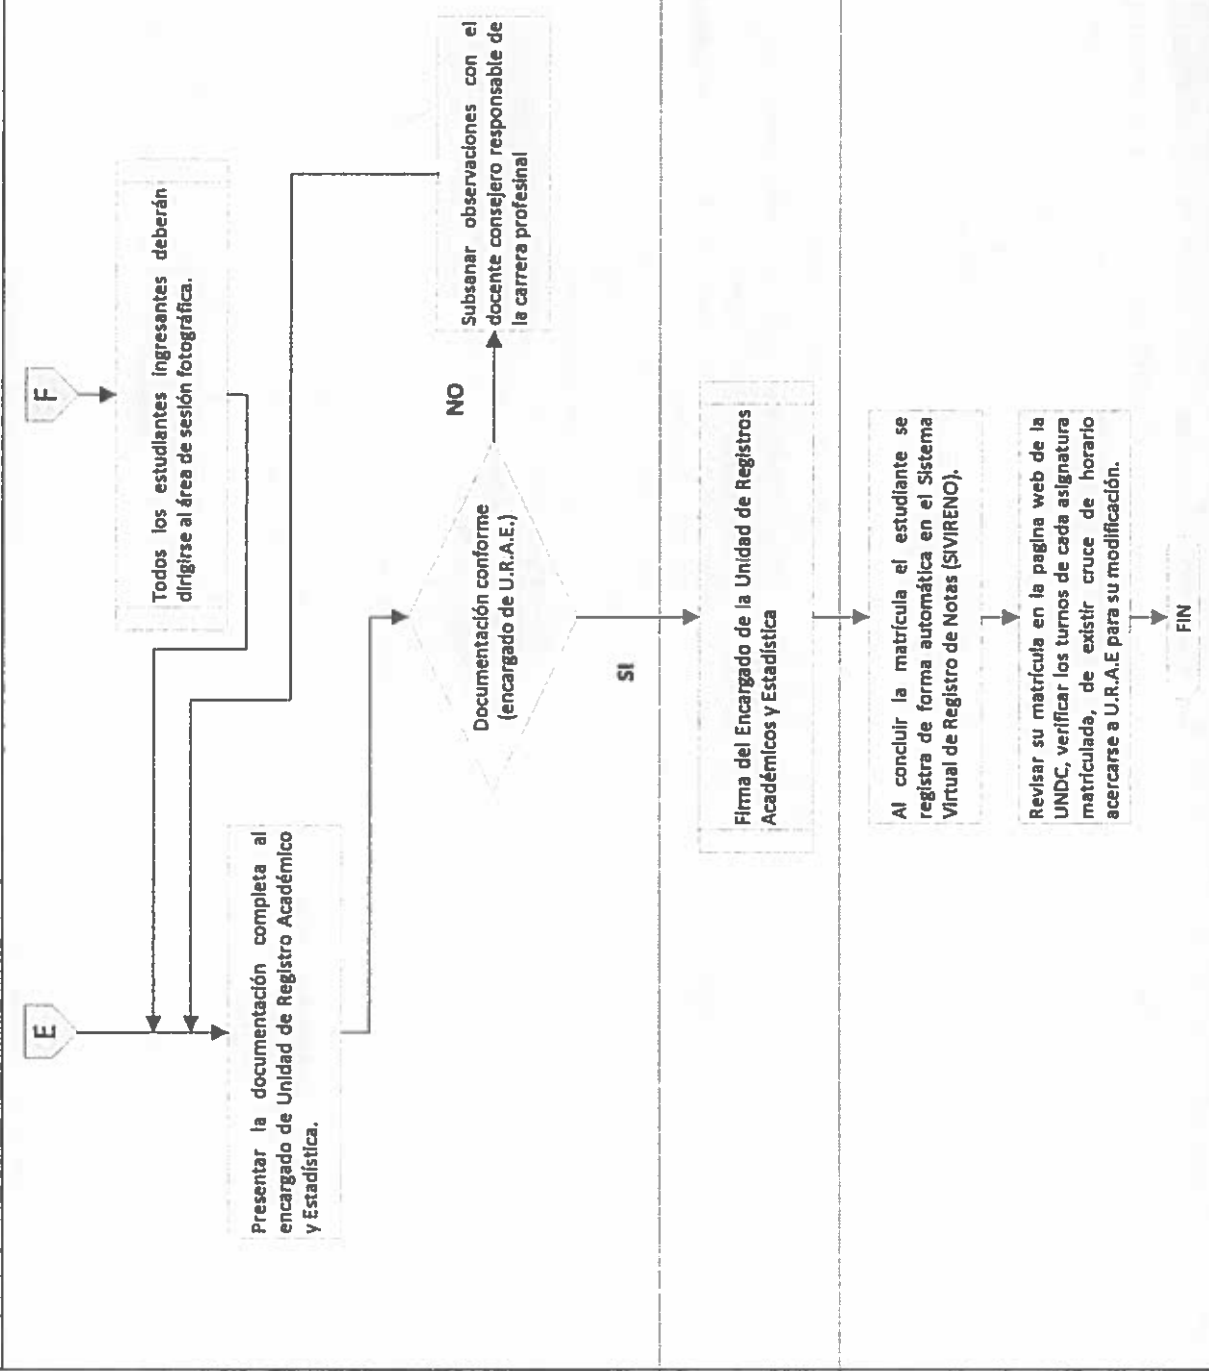 E
F
Todos los estudiantes ingresantes deberán
dirigirse al área de sesión fotográfica.
Presentar la documentación completa al
encargado de Unidad de Registro Académico
y Estadística.
Documentación conforme
(encargado de U.R.A.E.)
NO
Subsanar observaciones con el
docente consejero responsable de
la carrera profesinal
SI
Firma del Encargado de la Unidad de Registros
Académicos y Estadística
Al concluir la matrícula el estudiante se
registra de forma automática en el Sistema
Virtual de Registro de Notas (SIVIRENO).
Revisar su matrícula en la pagina web de la
UNDC, verificar los turnos de cada asignatura
matriculada, de existir cruce de horario
acercarse a U.R.A.E para su modificación.
FIN